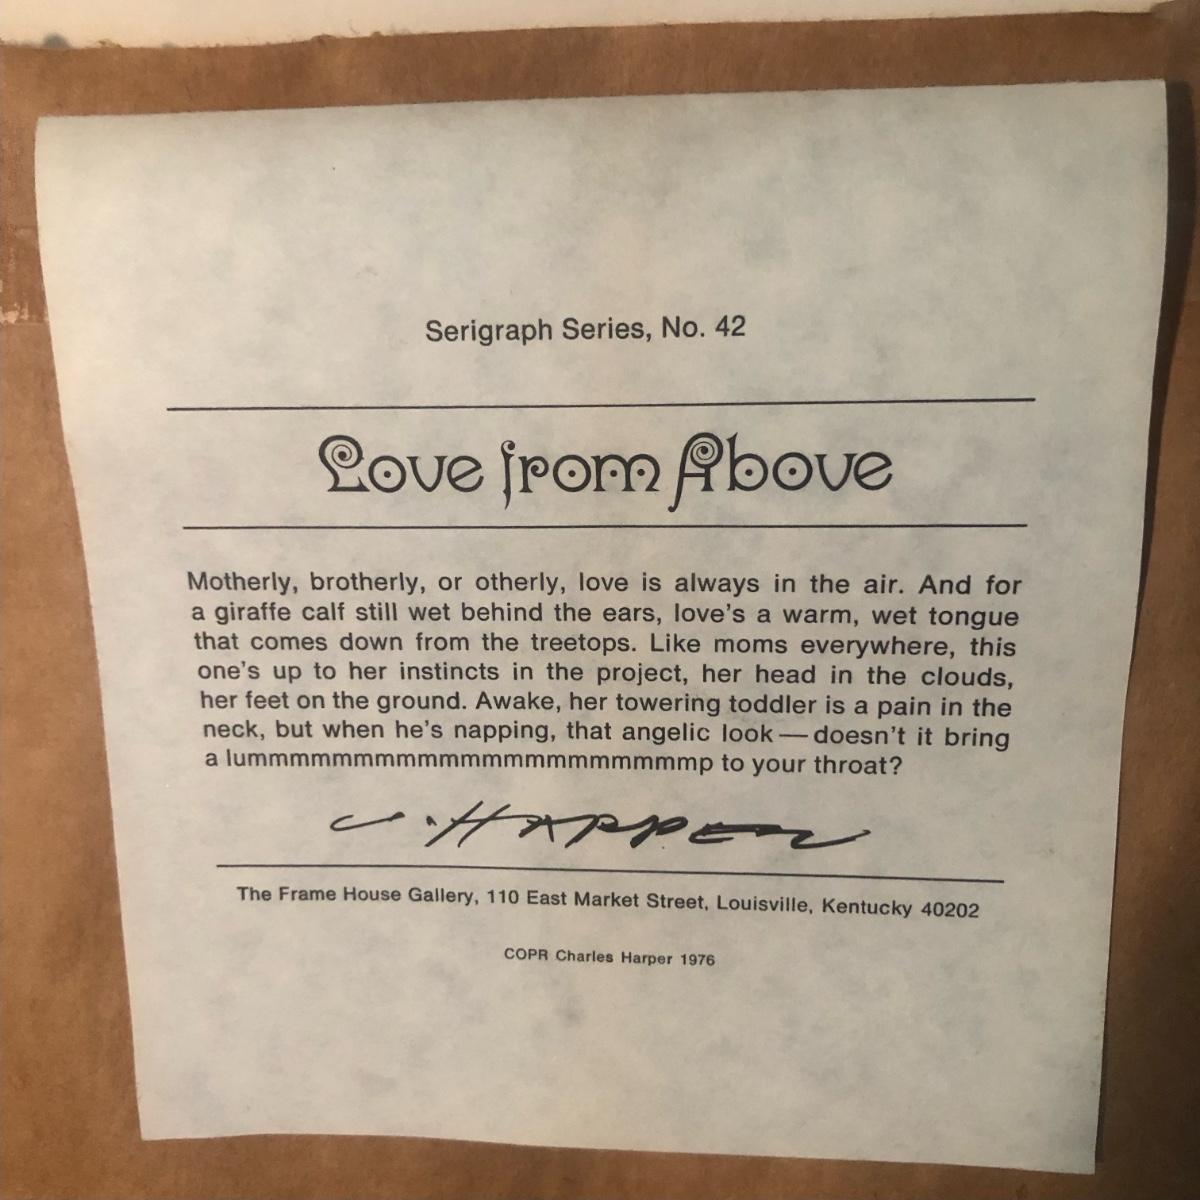 Serigraph Series, No. 42
Love from Above
Motherly, brotherly, or otherly, love is always in the air. And for
a giraffe calf still wet behind the ears, love's a warm, wet tongue
that comes down from the treetops. Like moms everywhere, this
one's up to her instincts in the project, her head in the clouds,
her feet on the ground. Awake, her towering toddler is a pain in the
neck, but when he's napping, that angelic look — doesn't it bring
a lummmmmmmmmmmmmmmmmmmmmp to your throat?
C. HARPER
The Frame House Gallery, 110 East Market Street, Louisville, Kentucky 40202
COPR Charles Harper 1976